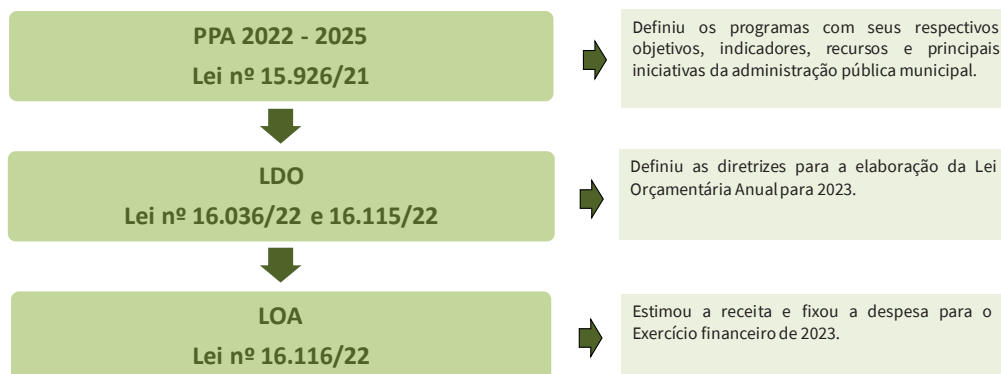 PPA 2022 - 2025
Lei nº 15.926/21
Definiu os programas com seus respectivos
objetivos, indicadores, recursos e principais
iniciativas da administração pública municipal.
LDO
Lei nº 16.036/22 e 16.115/22
Definiu as diretrizes para a elaboração da Lei
Orçamentária Anual para 2023.
LOA
Lei nº 16.116/22
Estimou a receita e fixou a despesa para o
Exercício financeiro de 2023.